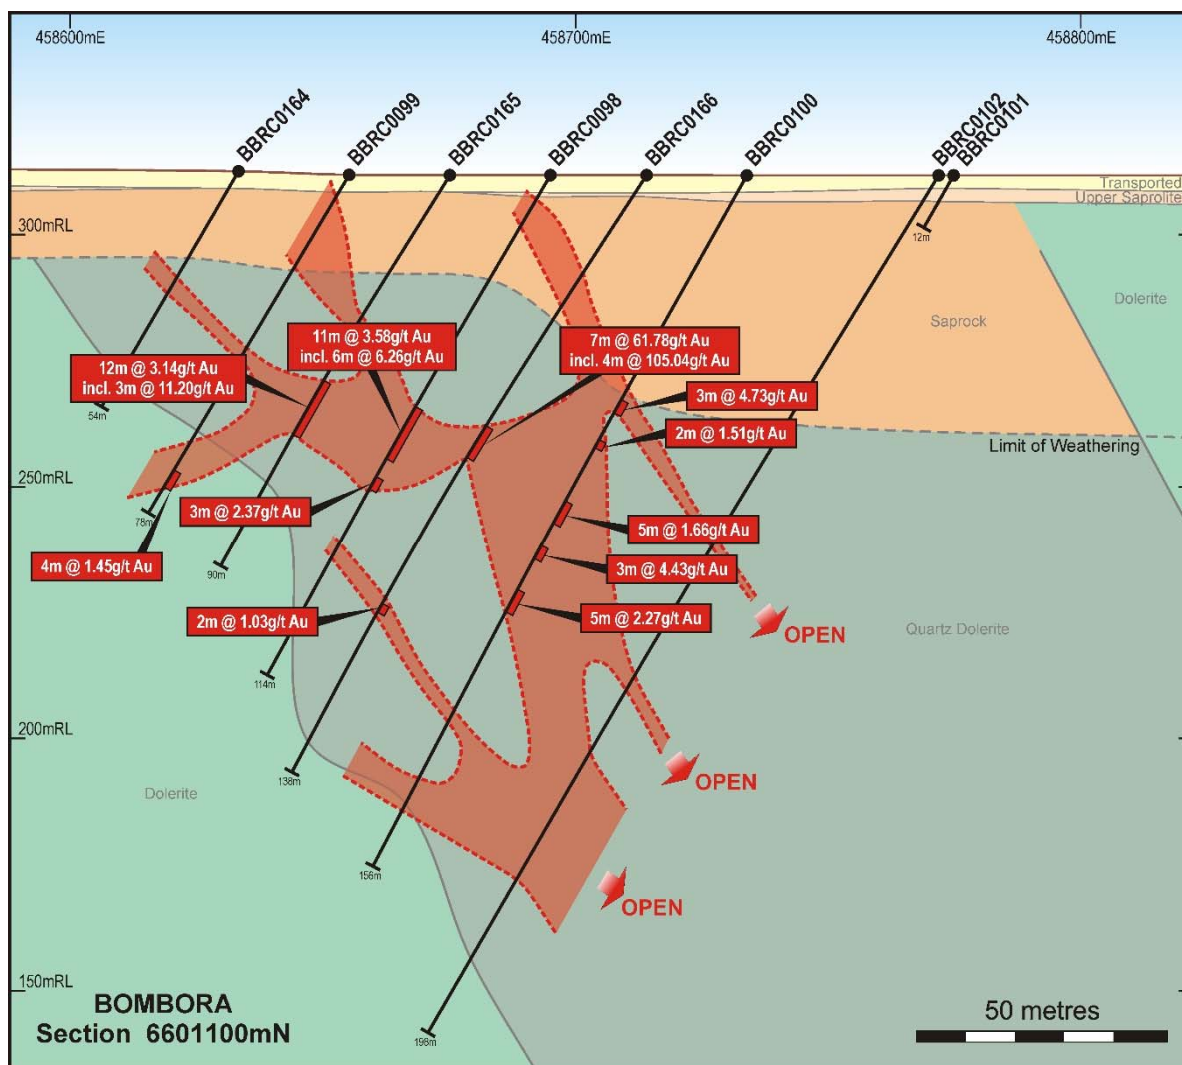 458600mE
458700mE
458800mE
BBRC0164
BBRC0099
BBRC0165
BBRC0098
BBRC0166
BBRC0100
BBRC0102
BBRC0101
Transported
Upper Saprolite
300mRL
12m
Dolerite
Saprock
11m @ 3.58g/t Au
incl. 6m @ 6.26g/t Au
7m @ 61.78g/t Au
incl. 4m @ 105.04g/t Au
12m @ 3.14g/t Au
incl. 3m @ 11.20g/t Au
3m @ 4.73g/t Au
54m
2m @ 1.51g/t Au
Limit of Weathering
250mRL
3m @ 2.37g/t Au
78m
5m @ 1.66g/t Au
4m @ 1.45g/t Au
90m
3m @ 4.43g/t Au
2m @ 1.03g/t Au
5m @ 2.27g/t Au
OPEN
Quartz Dolerite
114m
200mRL
138m
OPEN
Dolerite
156m
OPEN
150mRL
BOMBORA
Section 6601100mN
50 metres
198m